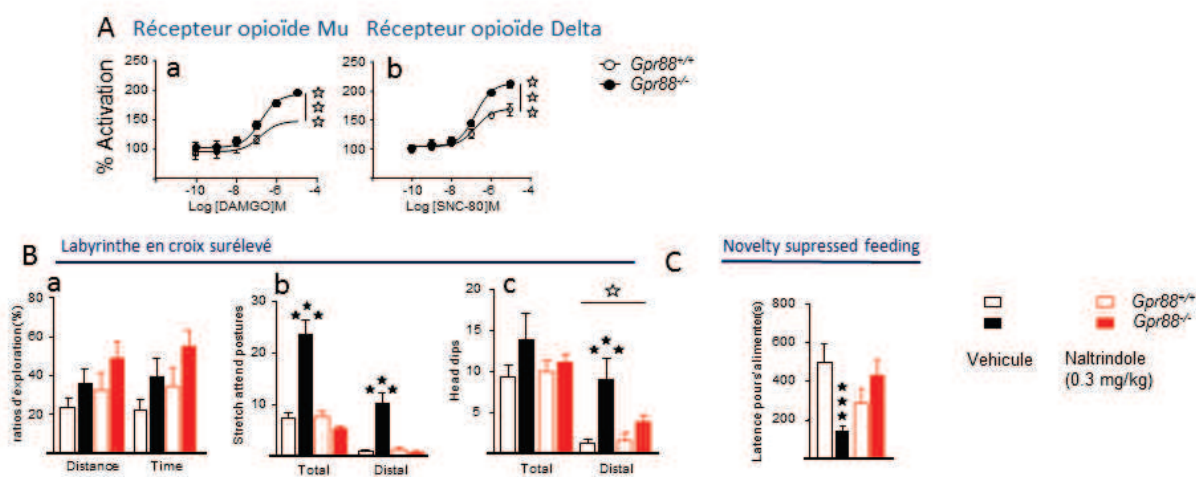 A Récepteur opioïde Mu Récepteur opioïde Delta
a
b
Gpr88+/+
Gpr88-/-
% Activation
250
200
150
100
-10 -8 -6 -4
Log [DAMGO]M
250
200
150
100
-10 -8 -6 -4
Log [SNC-80]M
B Labyrinthe en croix surélevé
a
ratios d'exploration(%)
80
60
40
20
Distance Time
b
Stretch attend postures
30
20
10
Total Distal
c
Head dips
20
15
10
5
Total Distal
C Novelty supressed feeding
Latence pour s'alimenter(s)
800
600
400
200
Gpr88+/+
Gpr88-/-
Vehicule Naltrindole
(0.3 mg/kg)